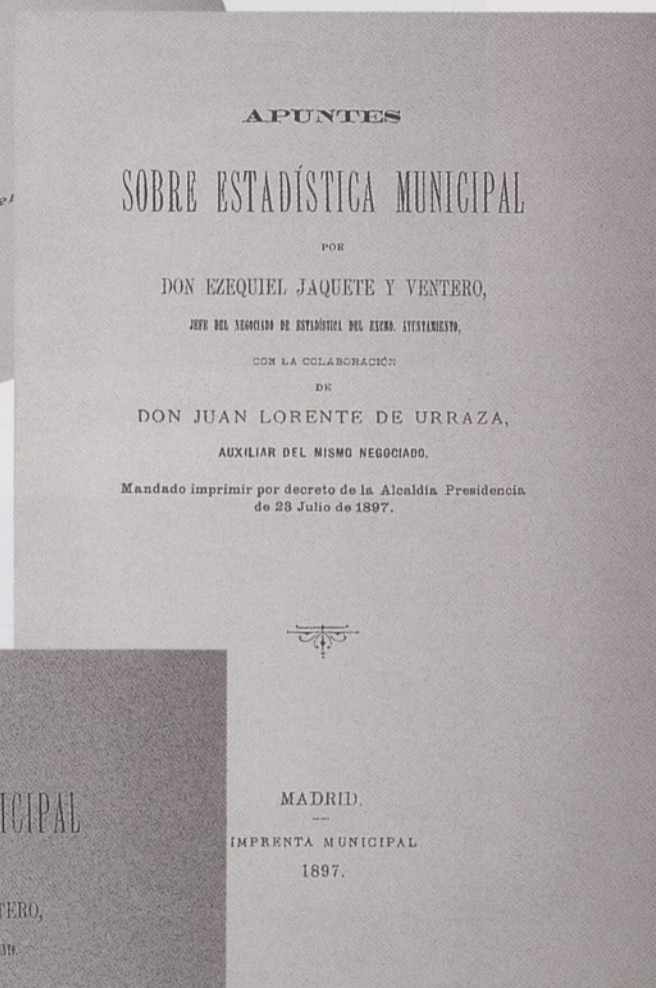 APUNTES
SOBRE ESTADÍSTICA MUNICIPAL
POR
DON EZEQUIEL JAQUETE Y VENTERO,
JEFE DEL NEGOCIADO DE ESTADÍSTICA DEL EXCMO. AYUNTAMIENTO,
CON LA COLABORACIÓN
DE
DON JUAN LORENTE DE URRAZA,
AUXILIAR DEL MISMO NEGOCIADO.
Mandado imprimir por decreto de la Alcaldía Presidencia
de 23 Julio de 1897.
MADRID.
IMPRENTA MUNICIPAL
1897.
ICIPAL
TERO,